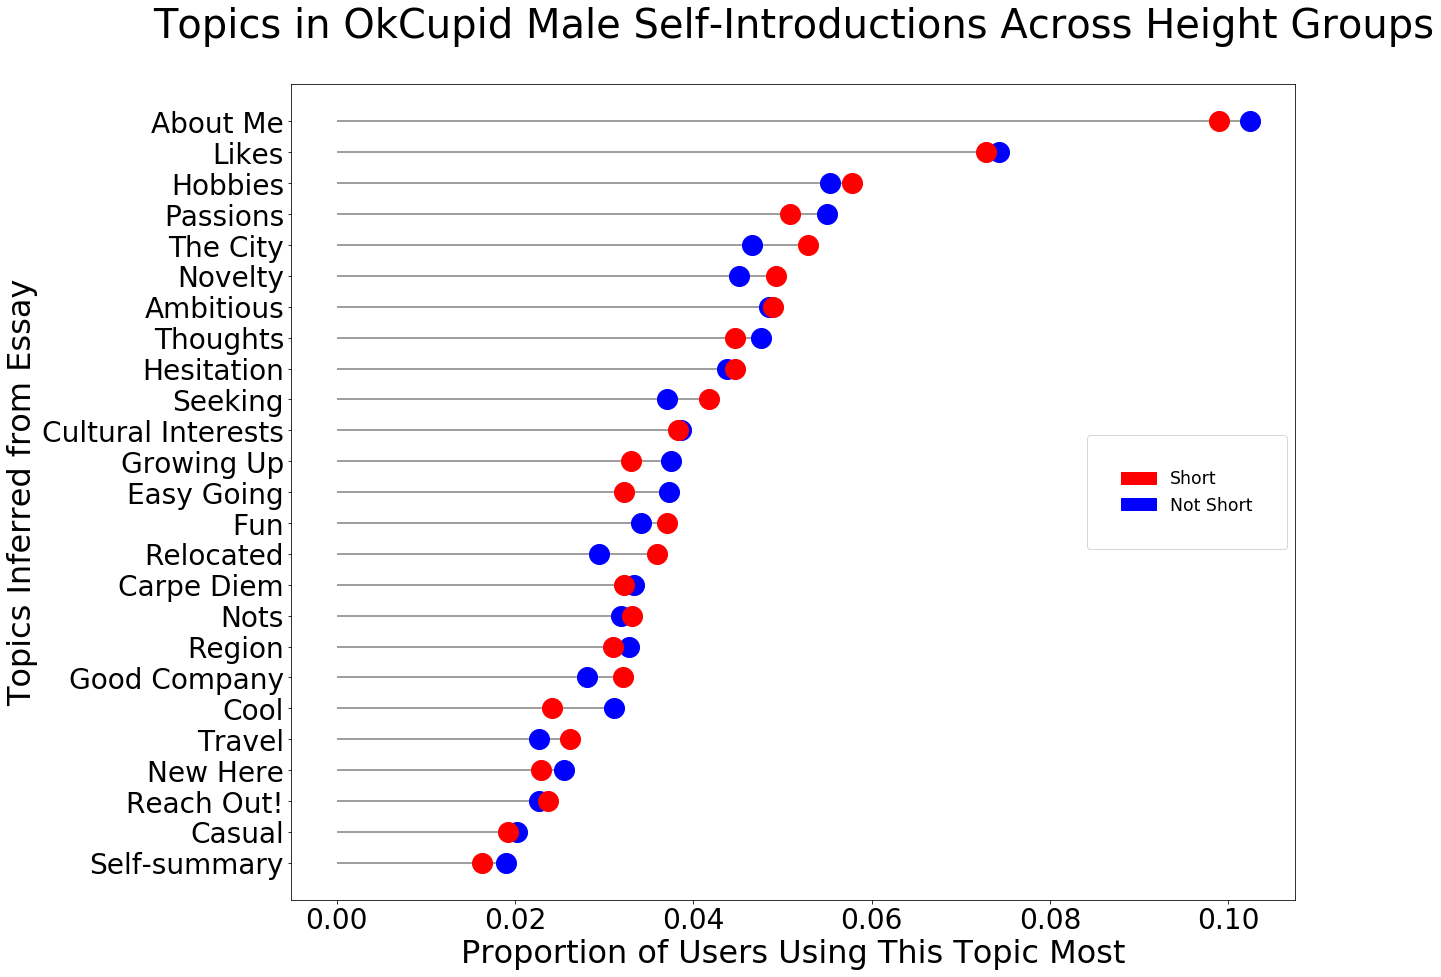 Topics in OkCupid Male Self-Introductions Across Height Groups
Topics Inferred from Essay
About Me
Likes
Hobbies
Passions
The City
Novelty
Ambitious
Thoughts
Hesitation
Seeking
Cultural Interests
Growing Up
Easy Going
Fun
Relocated
Carpe Diem
Nots
Region
Good Company
Cool
Travel
New Here
Reach Out!
Casual
Self-summary
Short
Not Short
0.00 0.02 0.04 0.06 0.08 0.10
Proportion of Users Using This Topic Most